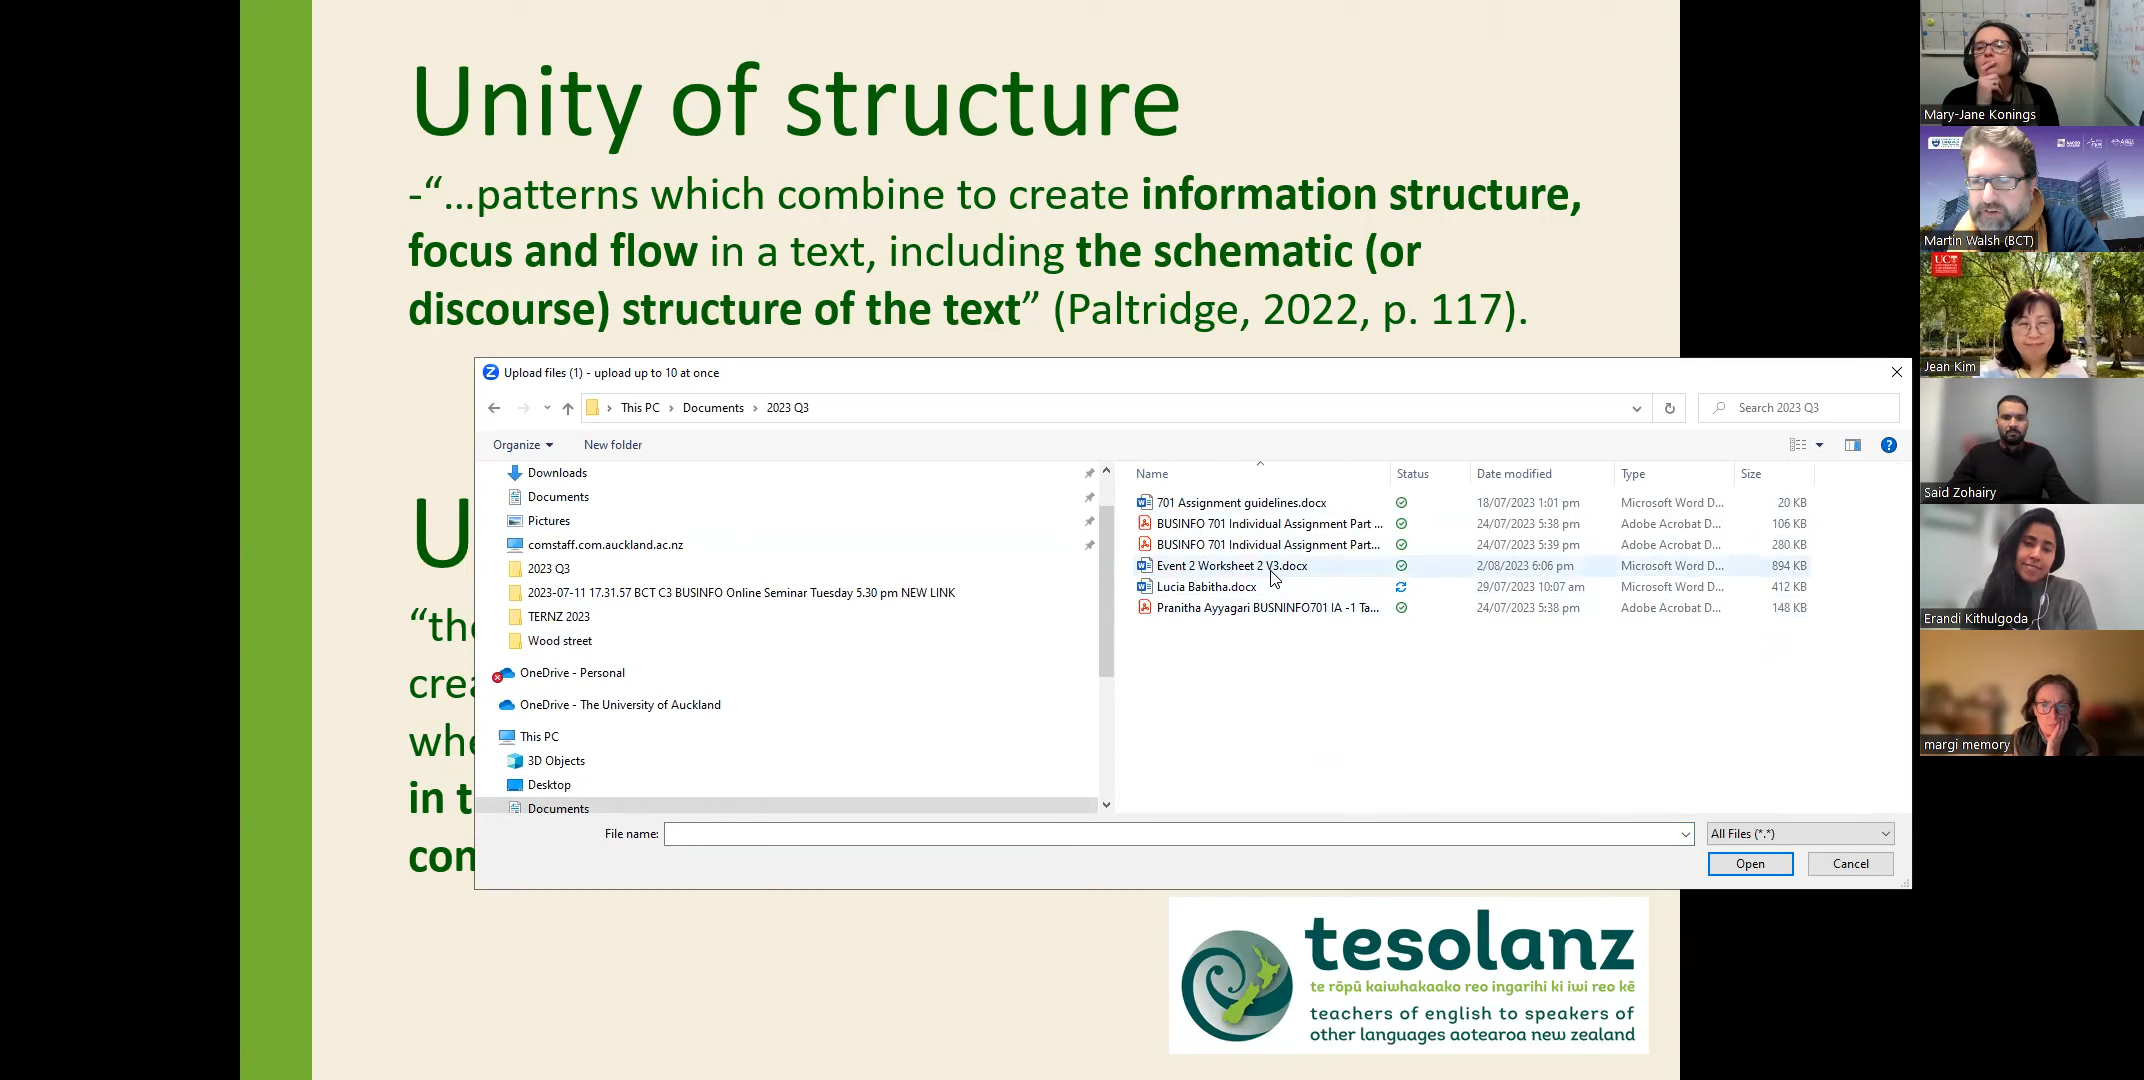 Unity of structure
-“…patterns which combine to create information structure,
focus and flow in a text, including the schematic (or
discourse) structure of the text” (Paltridge, 2022, p. 117).
U
“the
crea
whe
in t
con
Upload files (1) - upload up to 10 at once
This PC > Documents > 2023 Q3
Search 2023 Q3
Organize
New folder
Downloads
Documents
Pictures
comstaff.com.auckland.ac.nz
2023 Q3
2023-07-11 17.31.57 BCT C3 BUSINFO Online Seminar Tuesday 5.30 pm NEW LINK
TERNZ 2023
Wood street
OneDrive - Personal
OneDrive - The University of Auckland
This PC
3D Objects
Desktop
Documents
Name Status Date modified Type Size
701 Assignment guidelines.docx 18/07/2023 1:01 pm Microsoft Word D... 20 KB
BUSINFO 701 Individual Assignment Part ... 24/07/2023 5:38 pm Adobe Acrobat D... 106 KB
BUSINFO 701 Individual Assignment Part... 24/07/2023 5:39 pm Adobe Acrobat D... 280 KB
Event 2 Worksheet 2 V3.docx 2/08/2023 6:06 pm Microsoft Word D... 894 KB
Lucia Babitha.docx 29/07/2023 10:07 am Microsoft Word D... 412 KB
Pranitha Ayyagari BUSNINFO701 IA -1 Ta... 24/07/2023 5:38 pm Adobe Acrobat D... 148 KB
File name:
All Files (*.*)
Open
Cancel
tesolanz
te rōpū kaiwhakaako reo ingarihi ki iwi reo kē
teachers of english to speakers of
other languages aotearoa new zealand
Mary-Jane Konings
Martin Walsh (BCT)
UCT
Jean Kim
Said Zohairy
Erandi Kithulgoda
margi memory